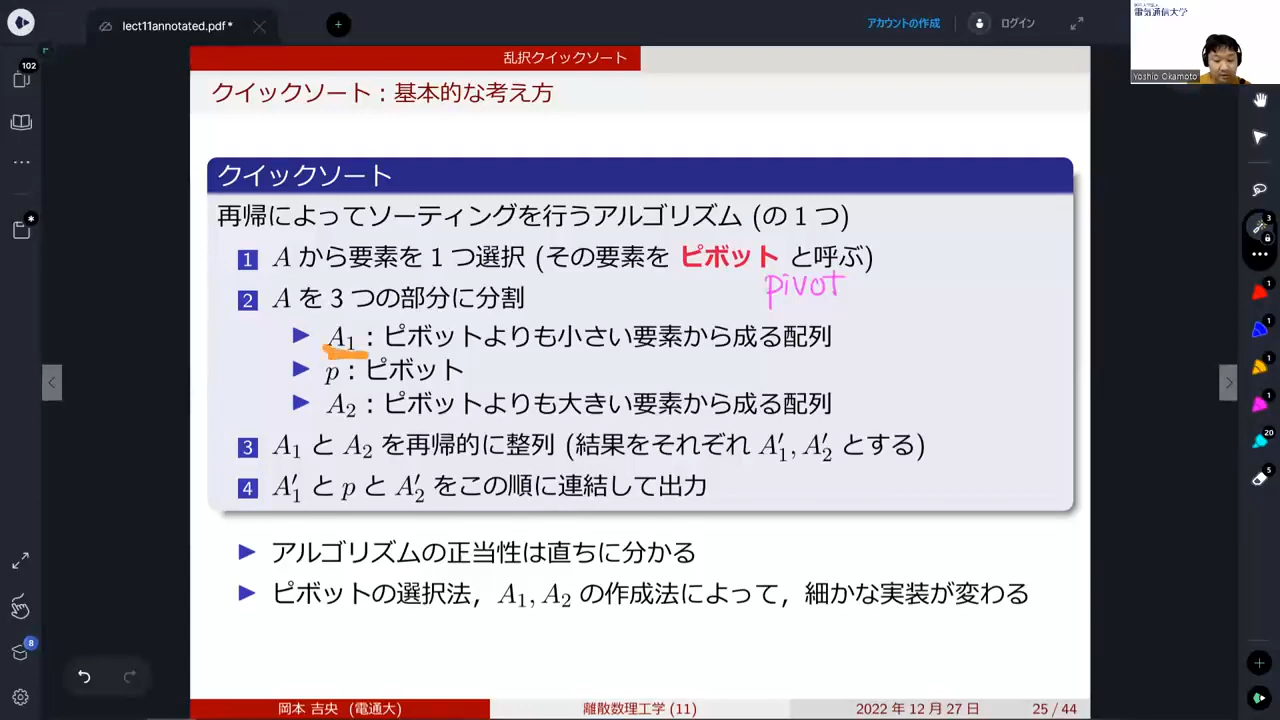 lect11annotated.pdf*
アカウントの作成
ログイン
電気通信大学
Yoshio Okamoto
102
乱択クイックソート
クイックソート：基本的な考え方
クイックソート
再帰によってソーティングを行うアルゴリズム (の 1 つ)
1 A から要素を 1 つ選択 (その要素を ピボット と呼ぶ)
pivot
2 A を 3 つの部分に分割
A₁：ピボットよりも小さい要素から成る配列
p：ピボット
A₂：ピボットよりも大きい要素から成る配列
3 A₁ と A₂ を再帰的に整列 (結果をそれぞれ A′₁, A′₂ とする)
4 A′₁ と p と A′₂ をこの順に連結して出力
アルゴリズムの正当性は直ちに分かる
ピボットの選択法，A₁, A₂ の作成法によって，細かな実装が変わる
3
1
1
1
1
20
5
8
岡本 吉央 (電通大)
離散数理工学 (11)
2022 年 12 月 27 日
25 / 44